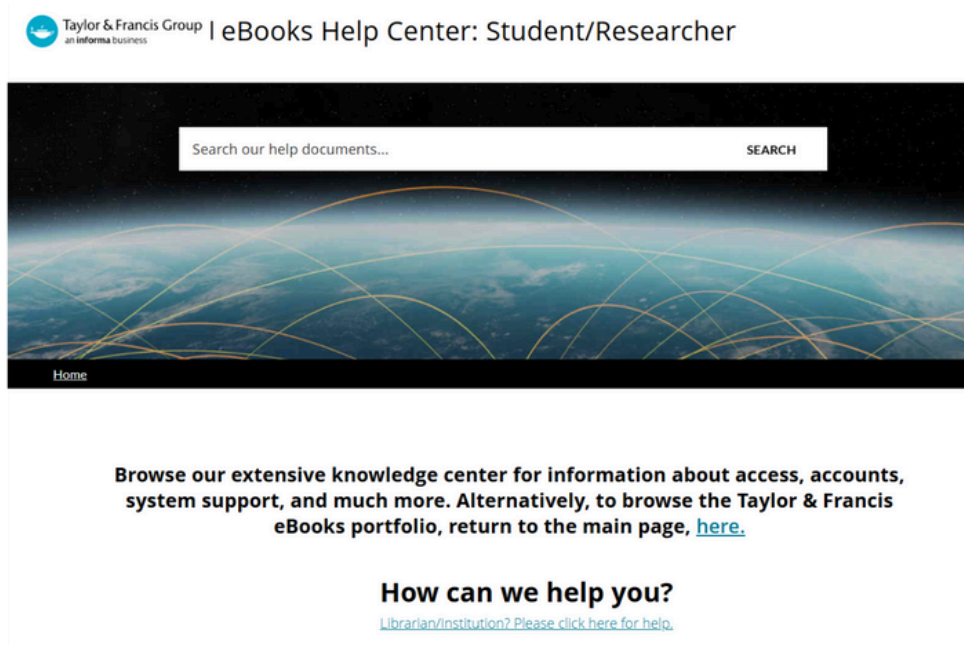 Taylor & Francis Group | eBooks Help Center: Student/Researcher
an informa business
Search our help documents... SEARCH
Home
Browse our extensive knowledge center for information about access, accounts,
system support, and much more. Alternatively, to browse the Taylor & Francis
eBooks portfolio, return to the main page, here.
How can we help you?
Librarian/Institution? Please click here for help.